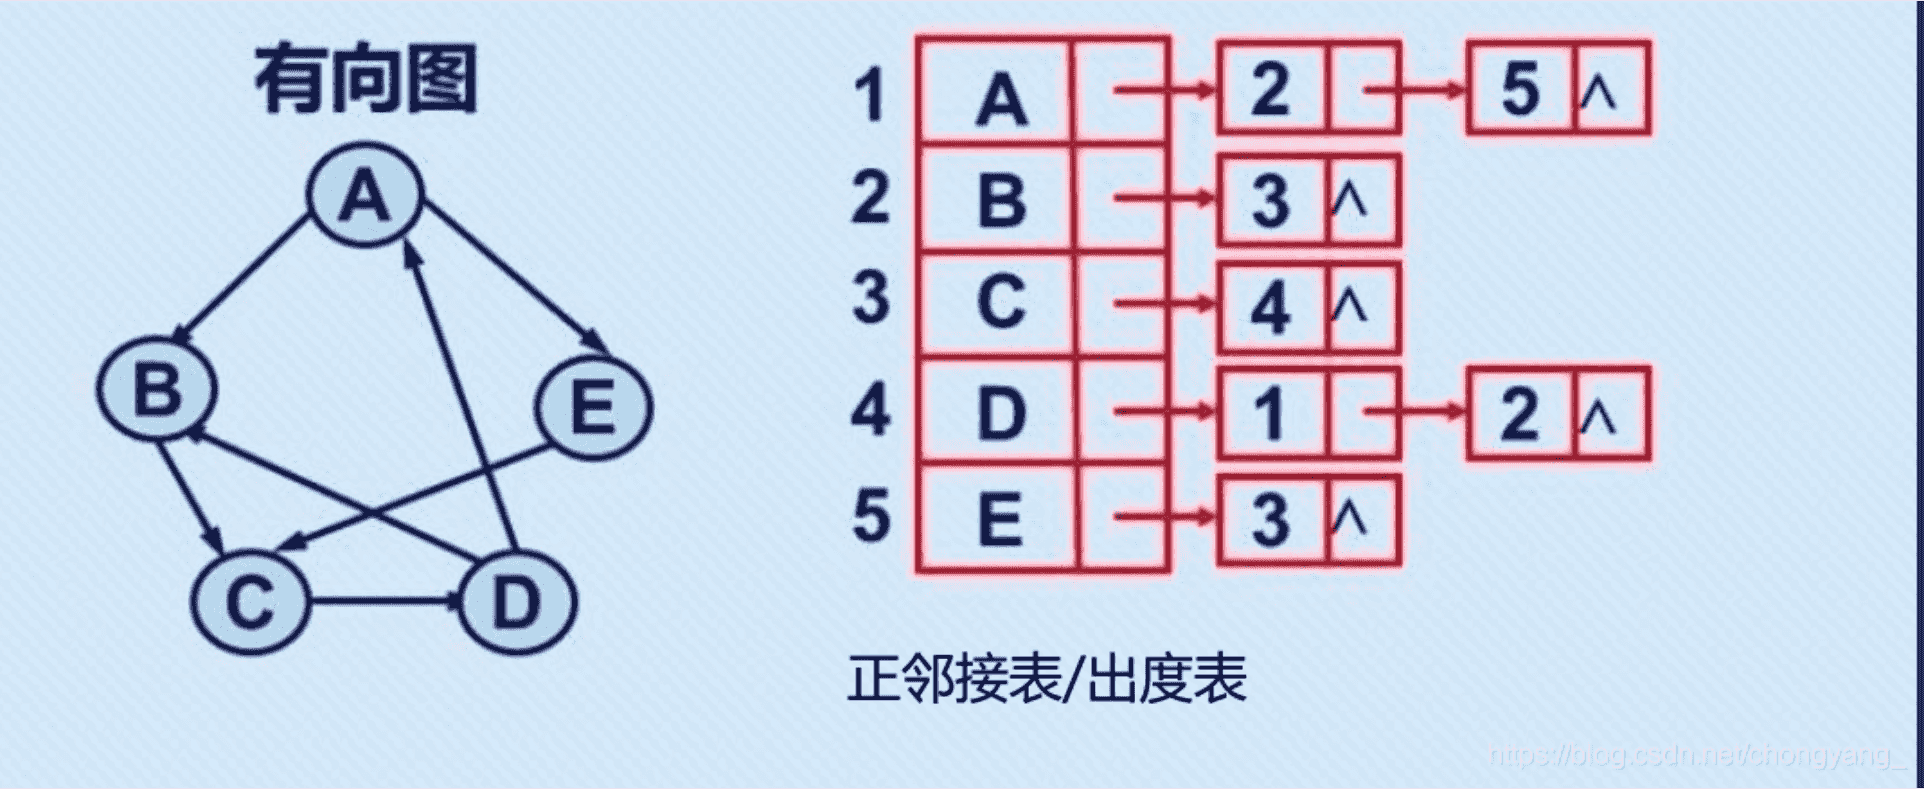 有向图
A
B
E
C
D
1 A 2 5 ^
2 B 3 ^
3 C 4 ^
4 D 1 2 ^
5 E 3 ^
正邻接表/出度表
https://blog.csdn.net/chongyang_